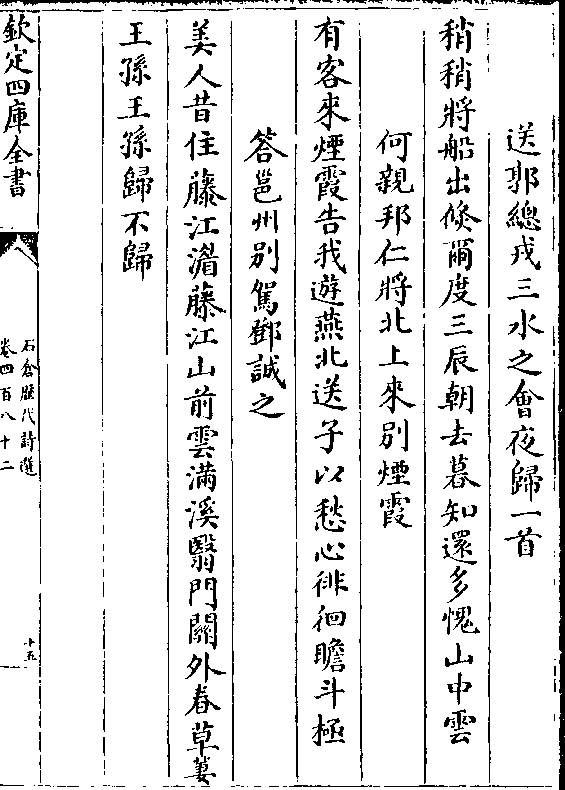 送郭總戎三水之會夜歸一首
稍稍將船出倏爾度三辰朝去暮知還多愧山中雲
何親邦仁將北上來別煙霞
有客來煙霞告我遊燕北送子以愁心徘徊瞻斗極
答邕州别駕鄧誠之
美人昔住藤江湄藤江山前雲滿溪翳門關外春草萋
王孫王孫歸不歸
欽定四庫全書
石倉歷代詩選
卷四百八十二
十五